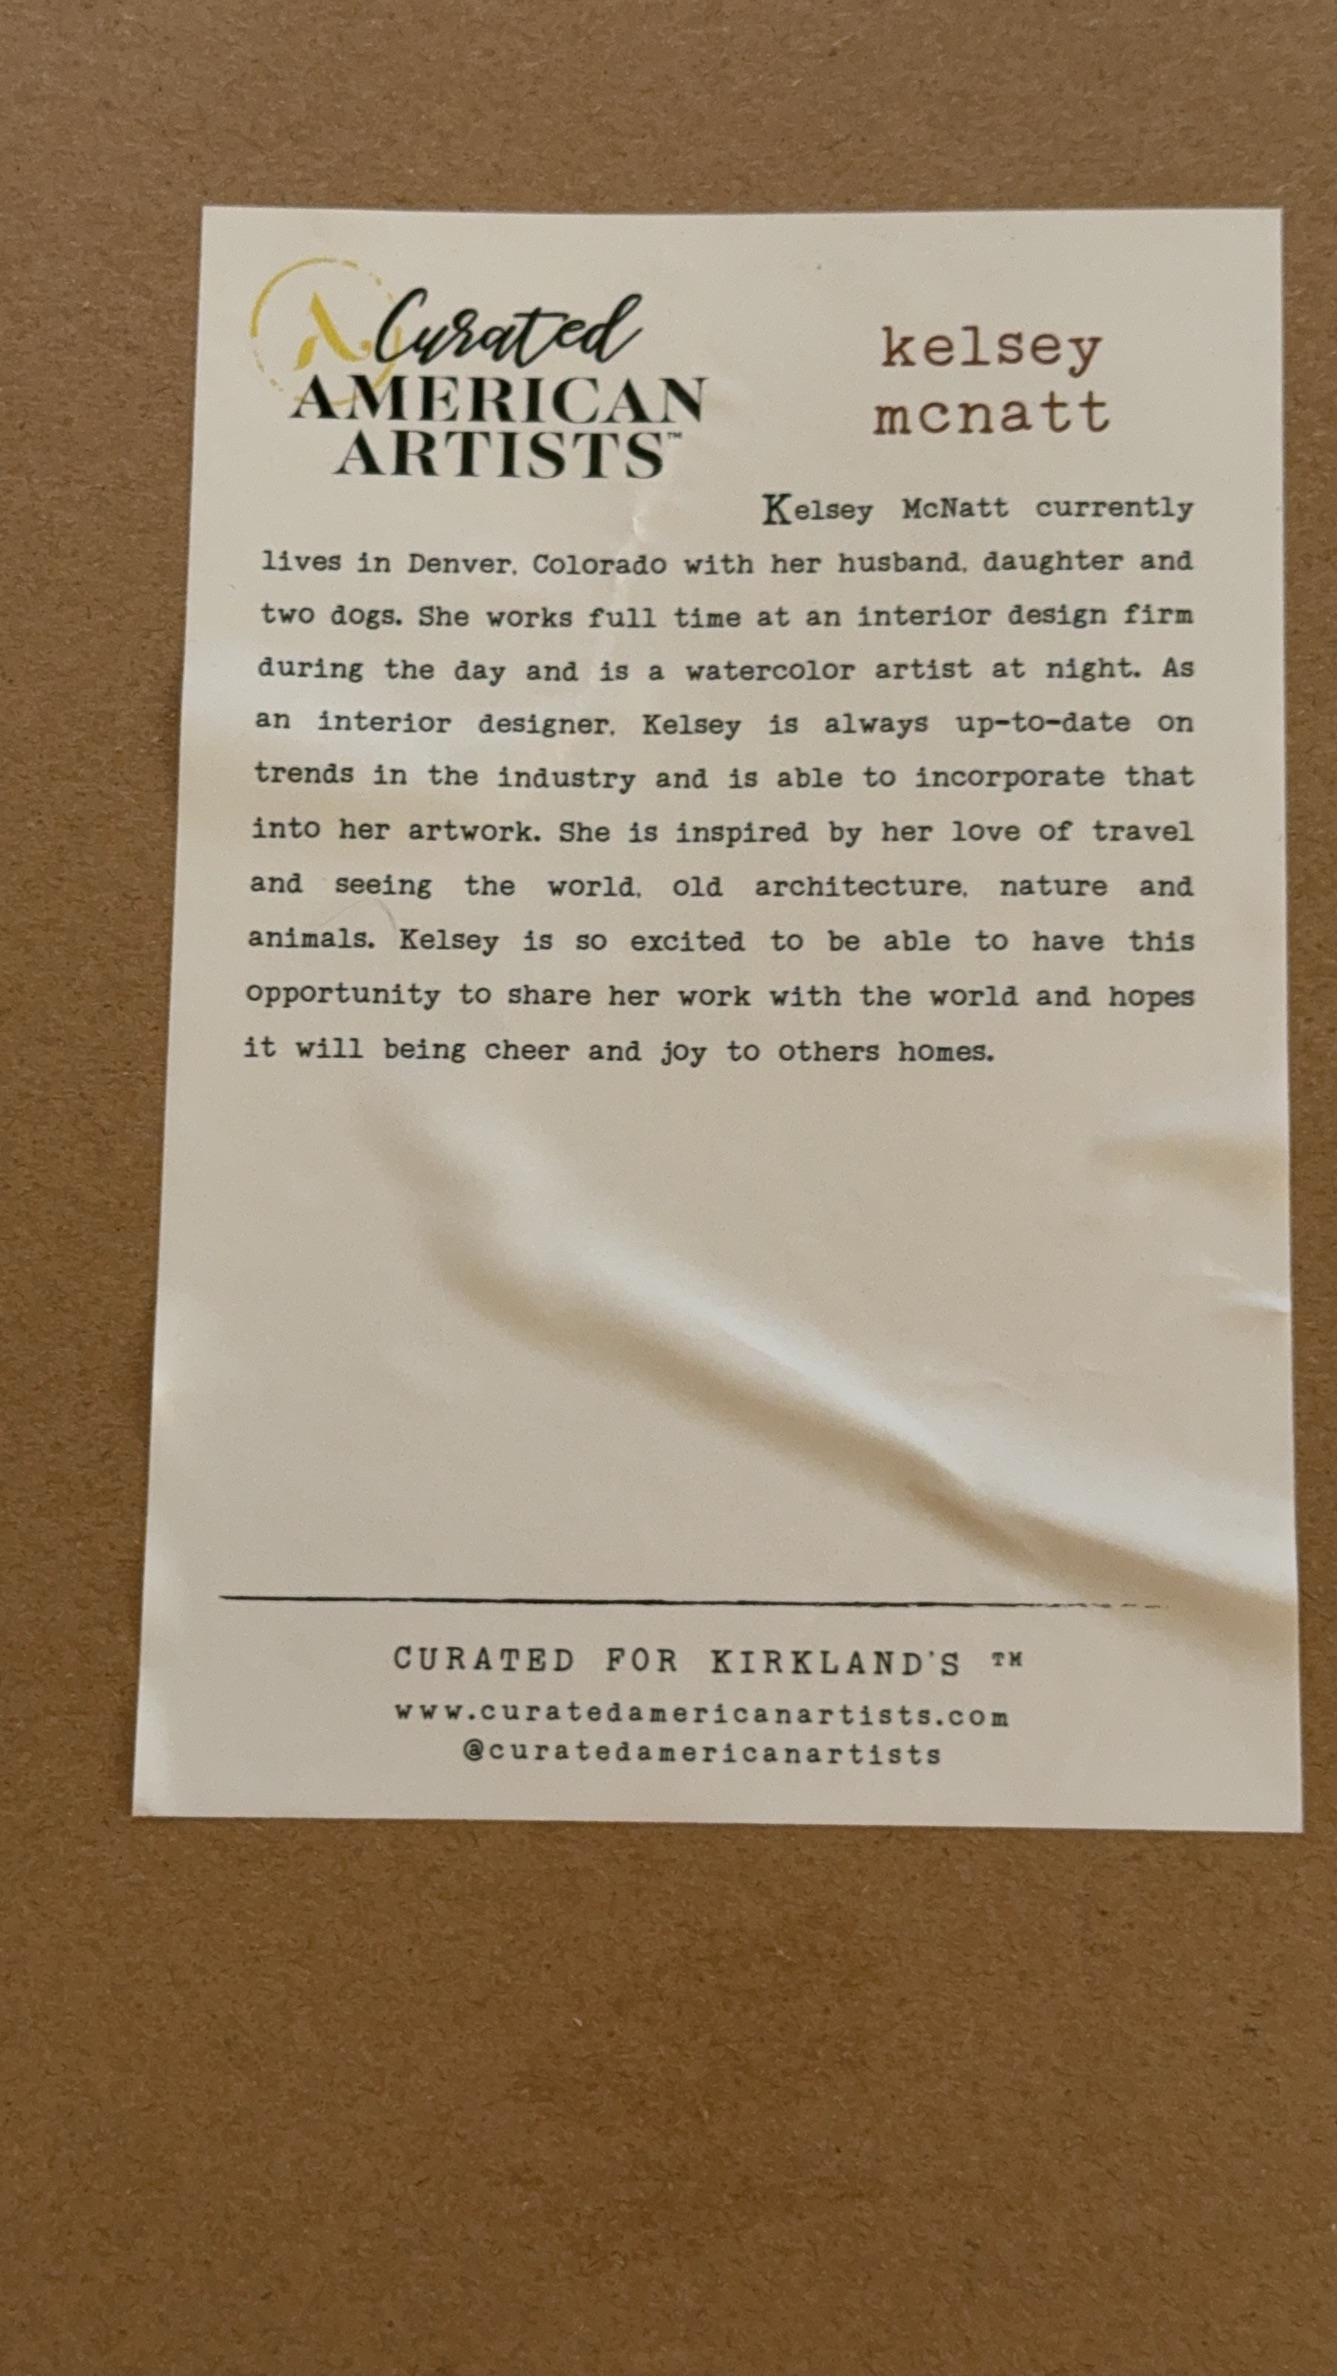 Curated
AMERICAN
ARTISTS™
kelsey
mcnatt
Kelsey McNatt currently
lives in Denver, Colorado with her husband, daughter and
two dogs. She works full time at an interior design firm
during the day and is a watercolor artist at night. As
an interior designer, Kelsey is always up-to-date on
trends in the industry and is able to incorporate that
into her artwork. She is inspired by her love of travel
and seeing the world, old architecture, nature and
animals. Kelsey is so excited to be able to have this
opportunity to share her work with the world and hopes
it will being cheer and joy to others homes.
CURATED FOR KIRKLAND'S ™
www.curatedamericanartists.com
@curatedamericanartists